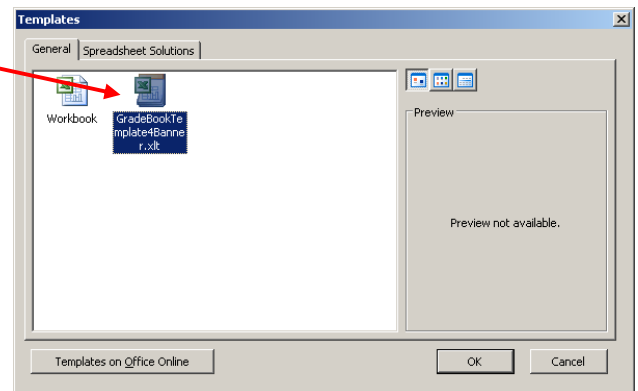 Templates
General Spreadsheet Solutions
Workbook
GradeBookTe
mplate4Banne
r.xlt
Preview
Preview not available.
Templates on Office Online
OK Cancel